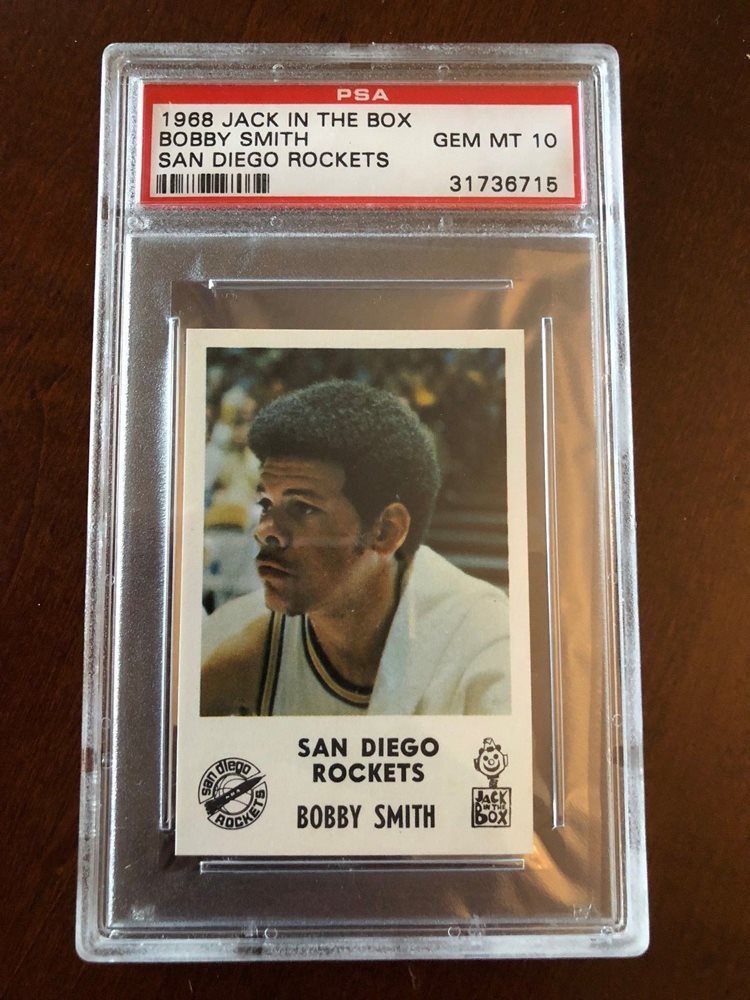 PSA
1968 JACK IN THE BOX
BOBBY SMITH GEM MT 10
SAN DIEGO ROCKETS
31736715
SAN DIEGO
ROCKETS
BOBBY SMITH
san diego
ROCKETS
JACK
IN THE
BOX